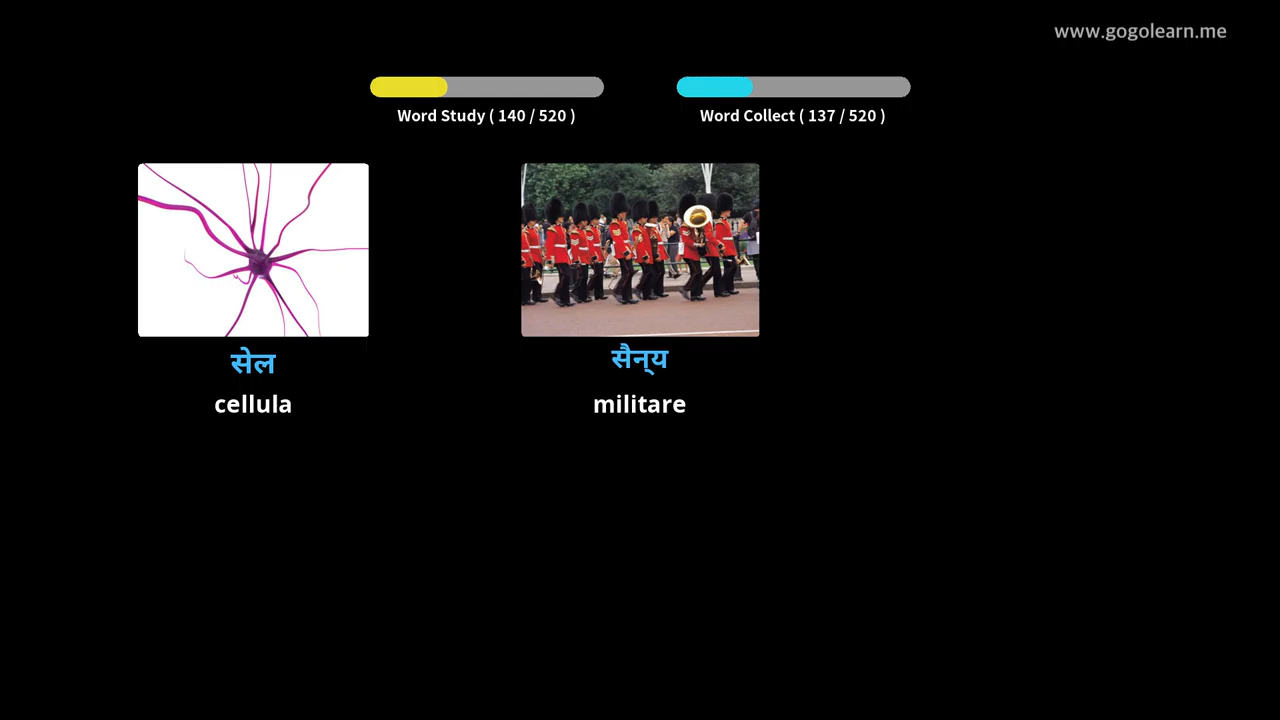 www.gogolearn.me
Word Study ( 140 / 520 )
Word Collect ( 137 / 520 )
सेल
सैन्‍य
cellula
militare